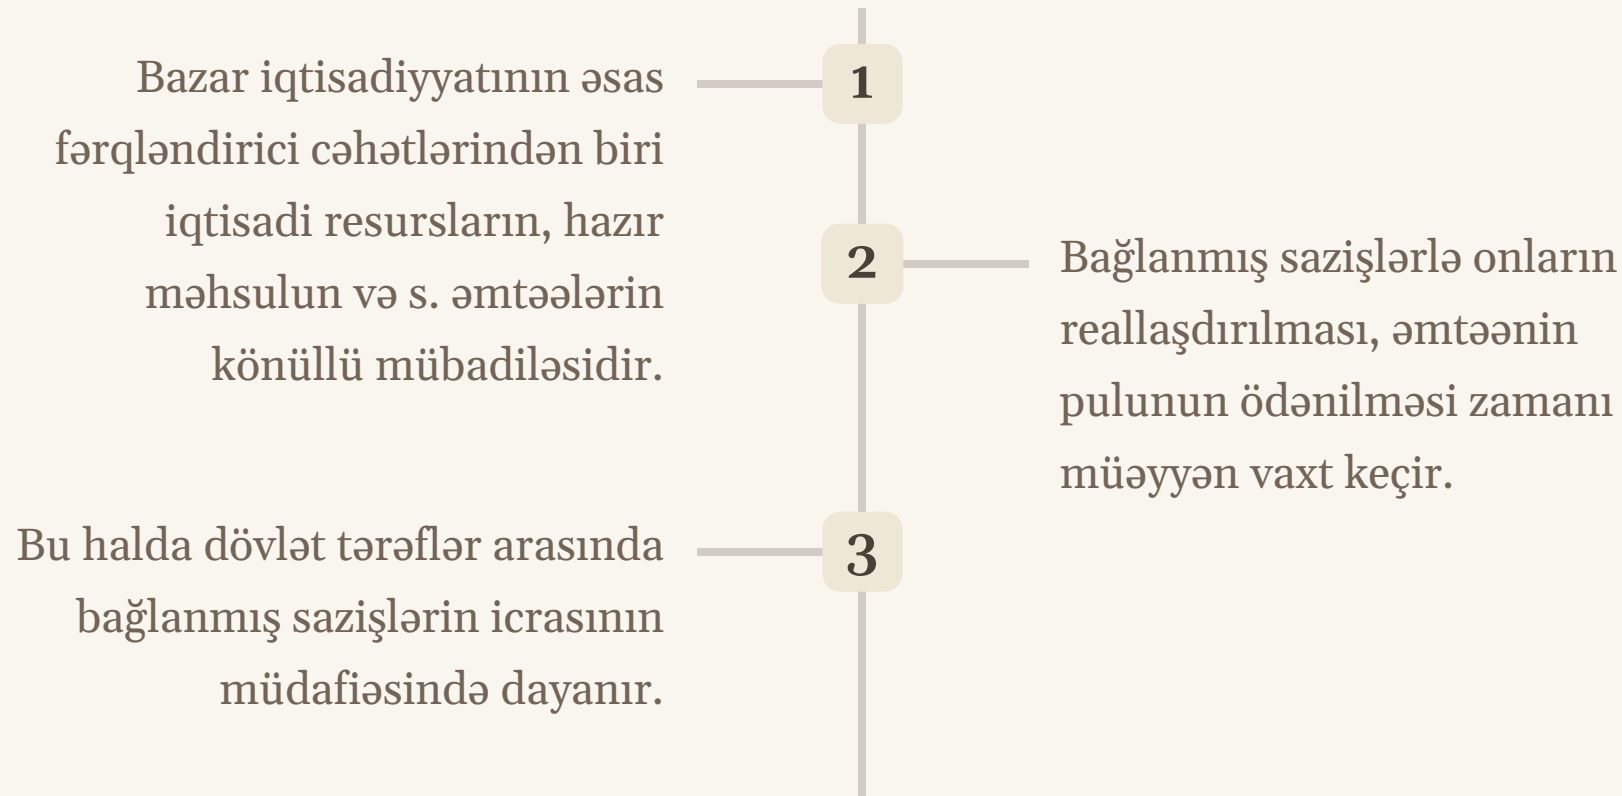 1
Bazar iqtisadiyyatının əsas
fərqləndirici cəhətlərindən biri
iqtisadi resursların, hazır
məhsulun və s. əmtəələrin
könüllü mübadiləsidir.
2
Bağlanmış sazişlərlə onların
reallaşdırılması, əmtəənin
pulunun ödənilməsi zamanı
müəyyən vaxt keçir.
3
Bu halda dövlət tərəflər arasında
bağlanmış sazişlərin icrasının
müdafiəsində dayanır.